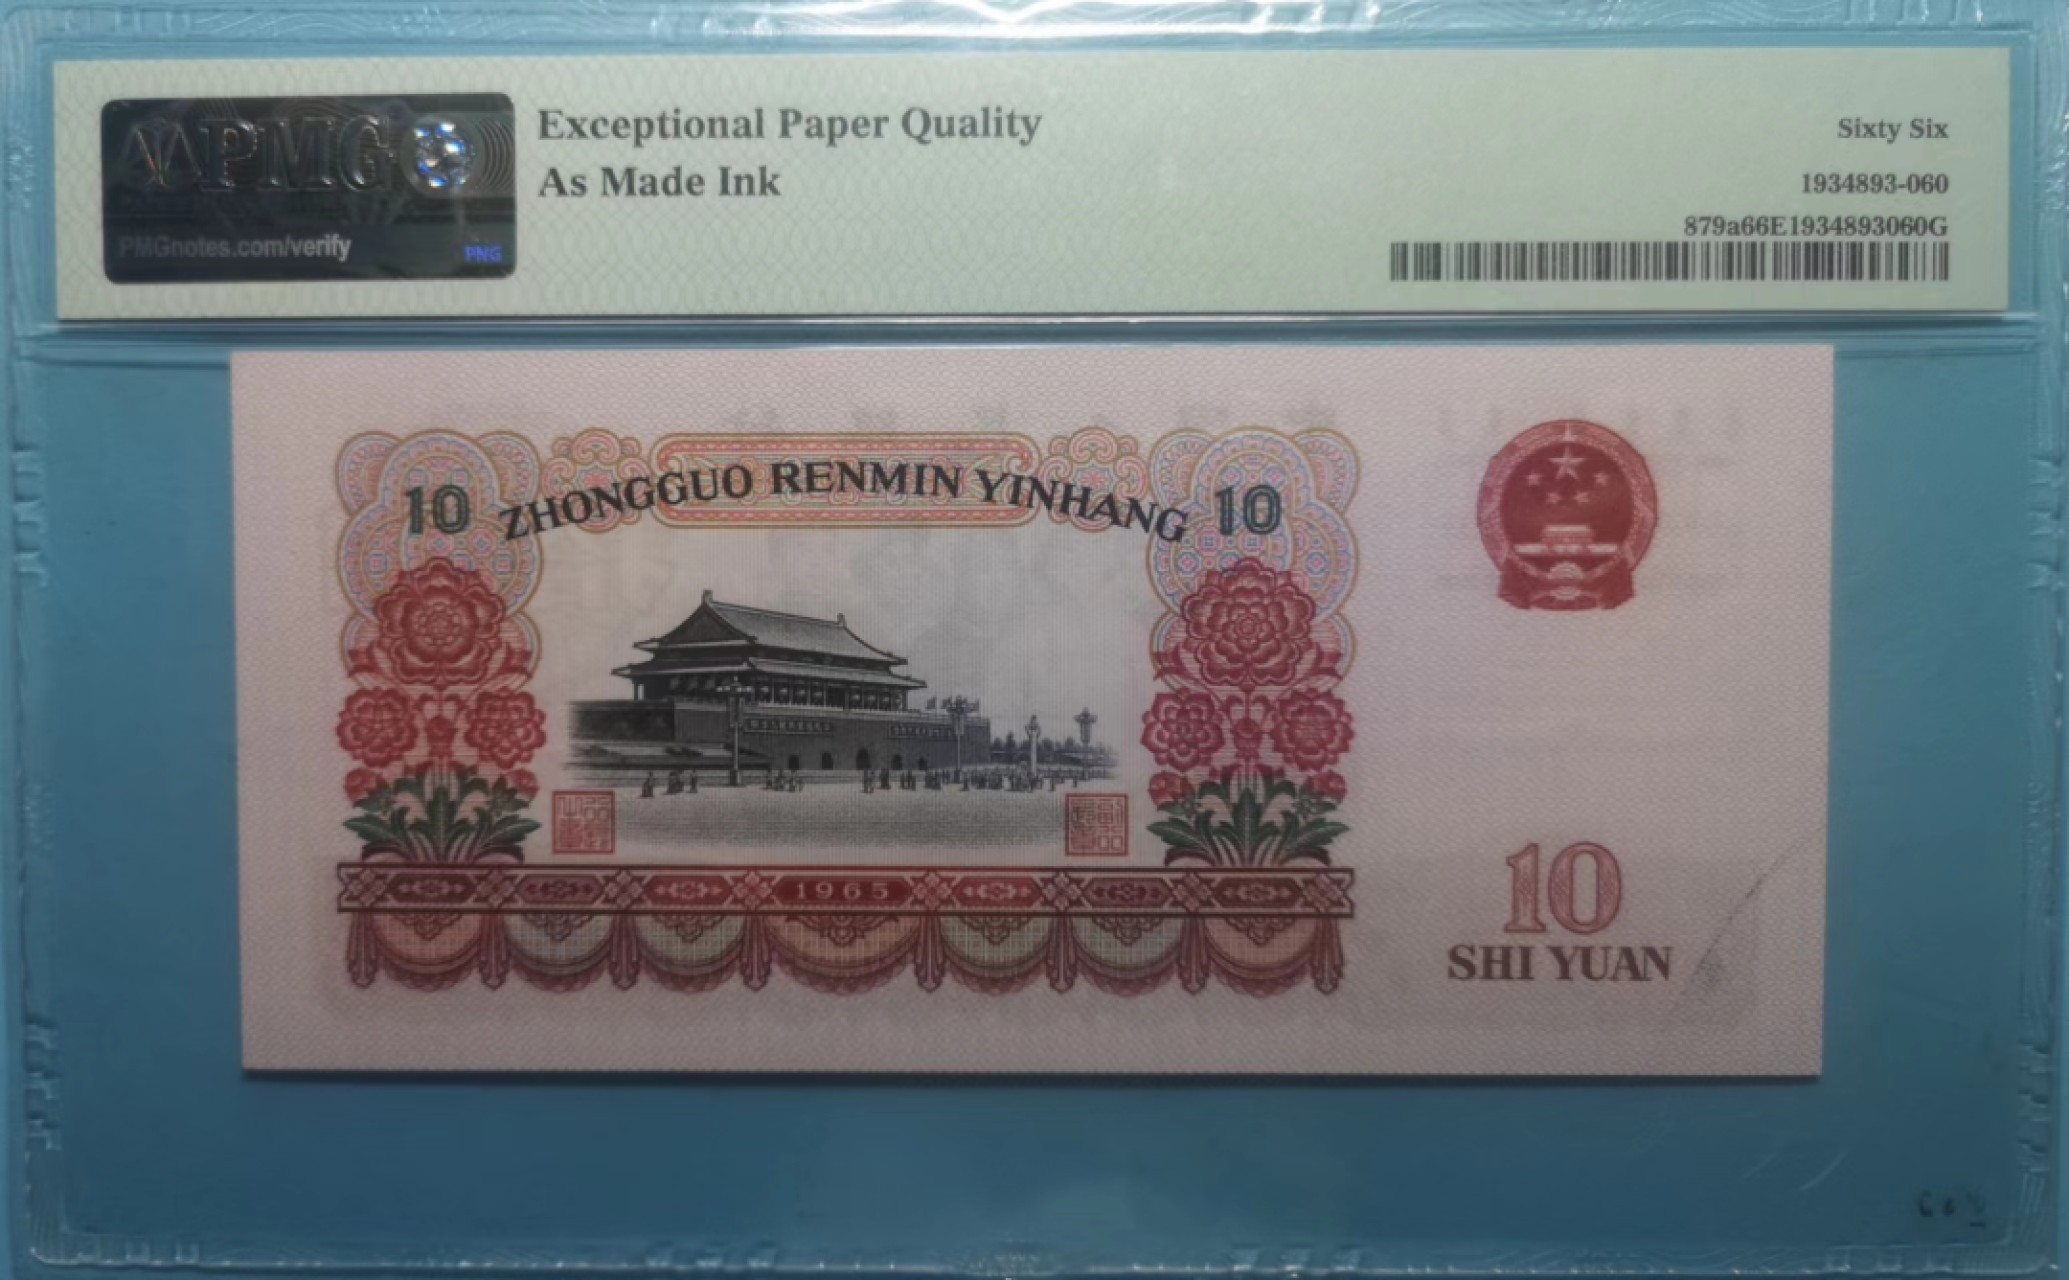 PMG
PMGnotes.com/verify
PNG
Exceptional Paper Quality
As Made Ink
Sixty Six
1934893-060
879a66E1934893060G
10 ZHONGGUO RENMIN YINHANG 10
1965
10
SHI YUAN